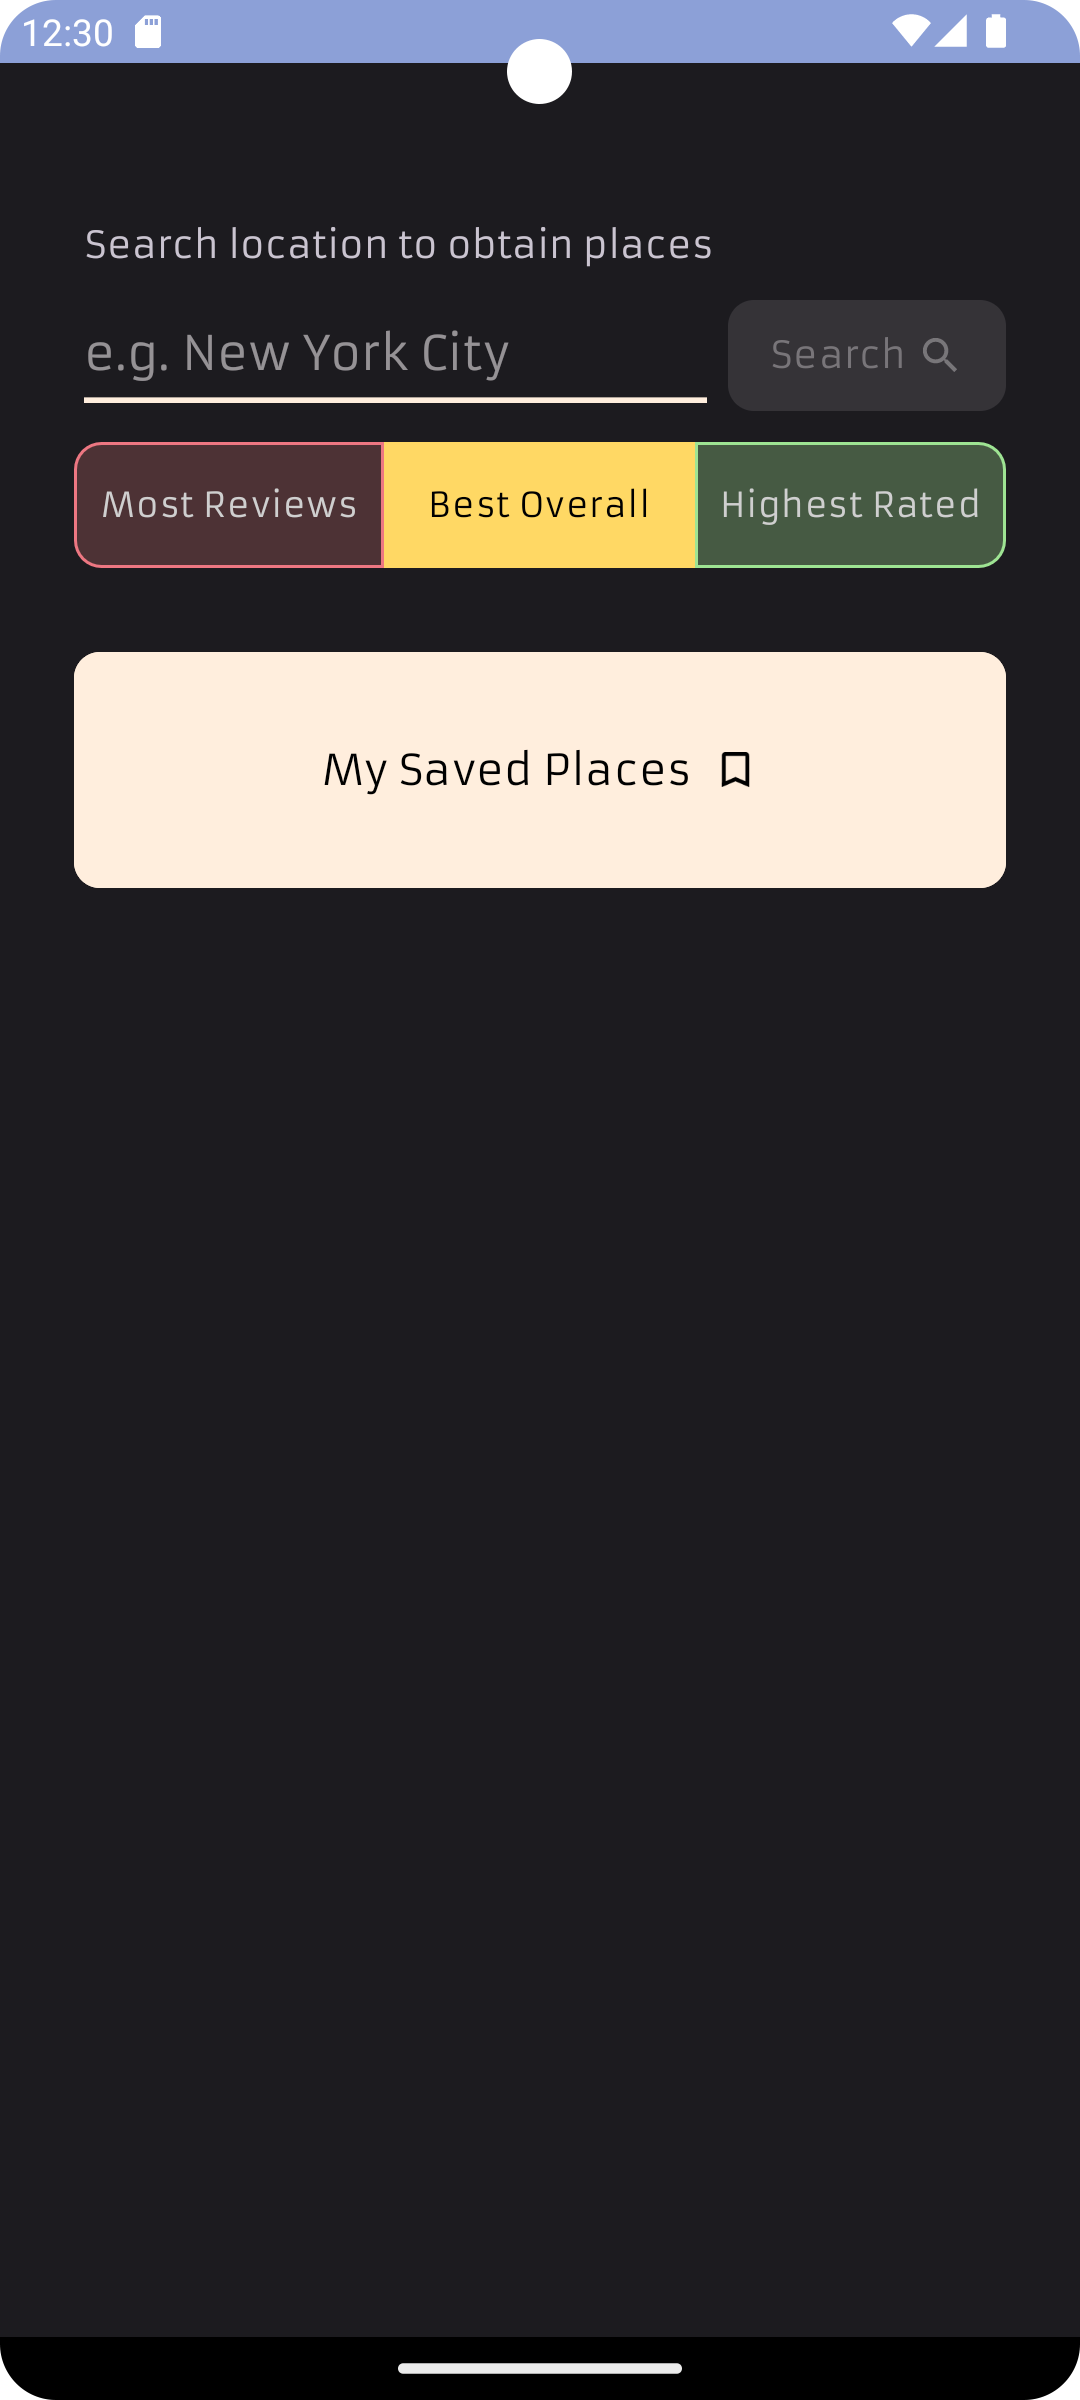 12:30
Search location to obtain places
e.g. New York City
Search
Most Reviews Best Overall Highest Rated
My Saved Places